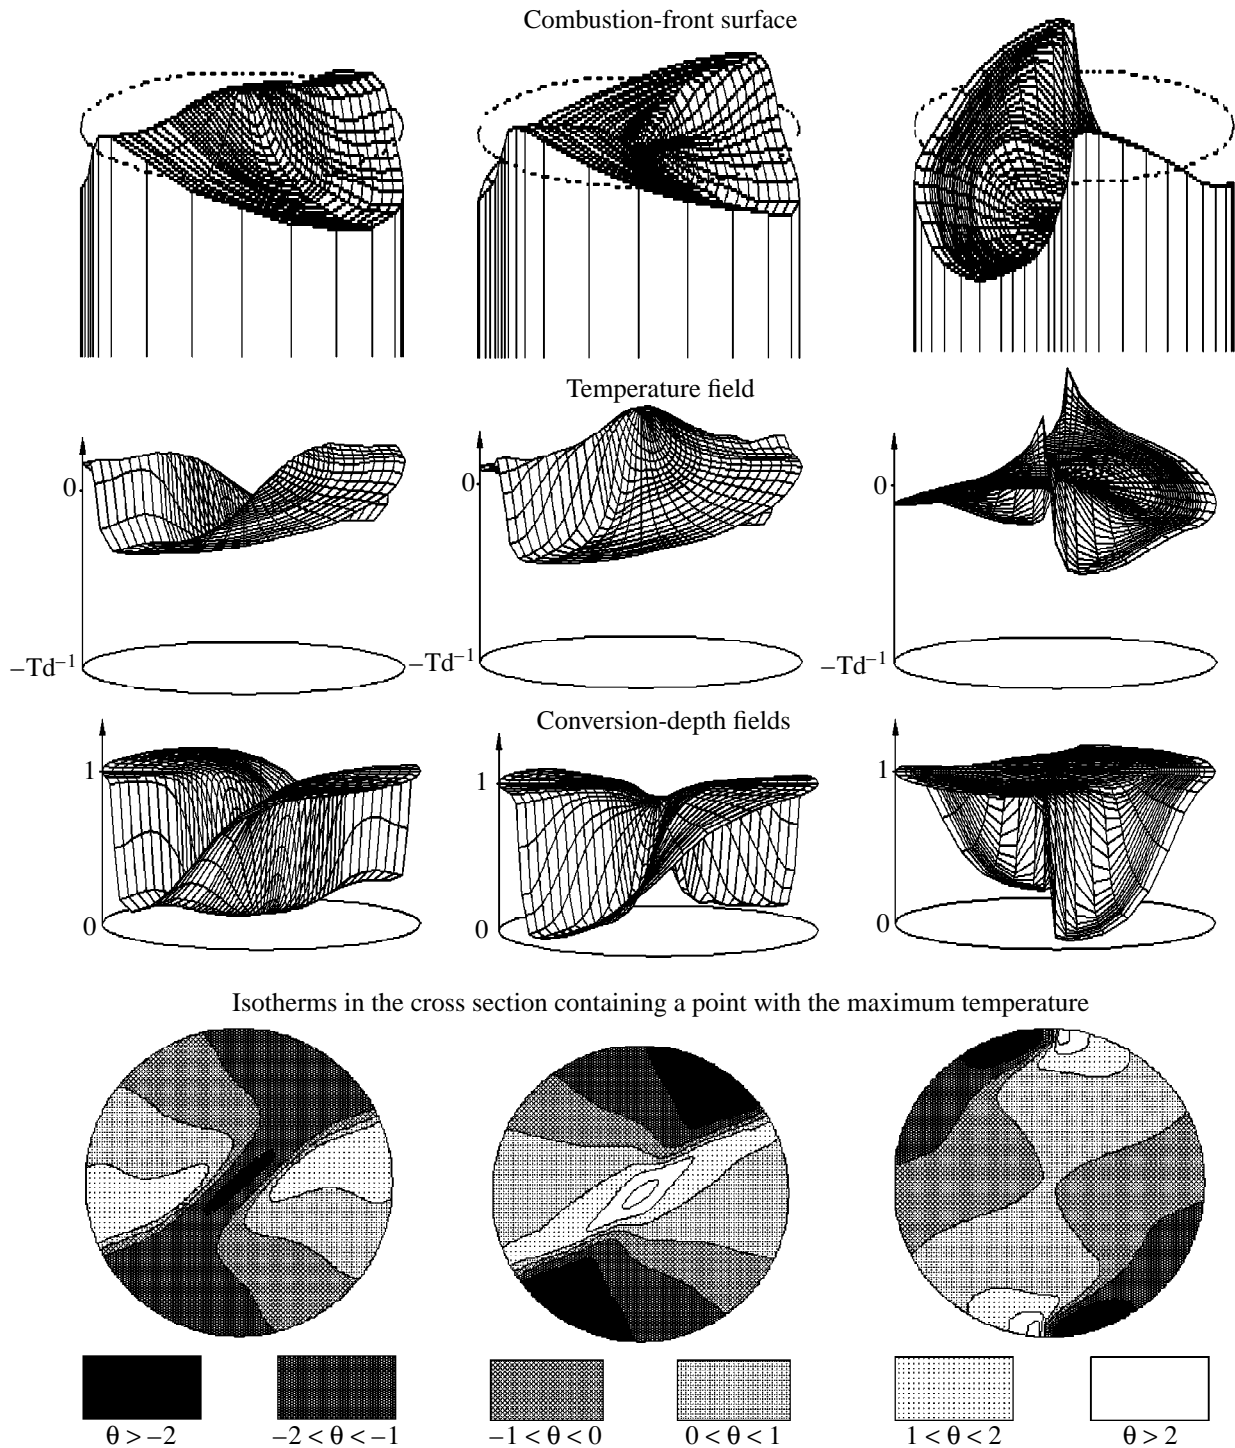 Combustion-front surface
Temperature field
0
0
0
−Td⁻¹
−Td⁻¹
−Td⁻¹
Conversion-depth fields
1
1
1
0
0
0
Isotherms in the cross section containing a point with the maximum temperature
θ > −2
−2 < θ < −1
−1 < θ < 0
0 < θ < 1
1 < θ < 2
θ > 2